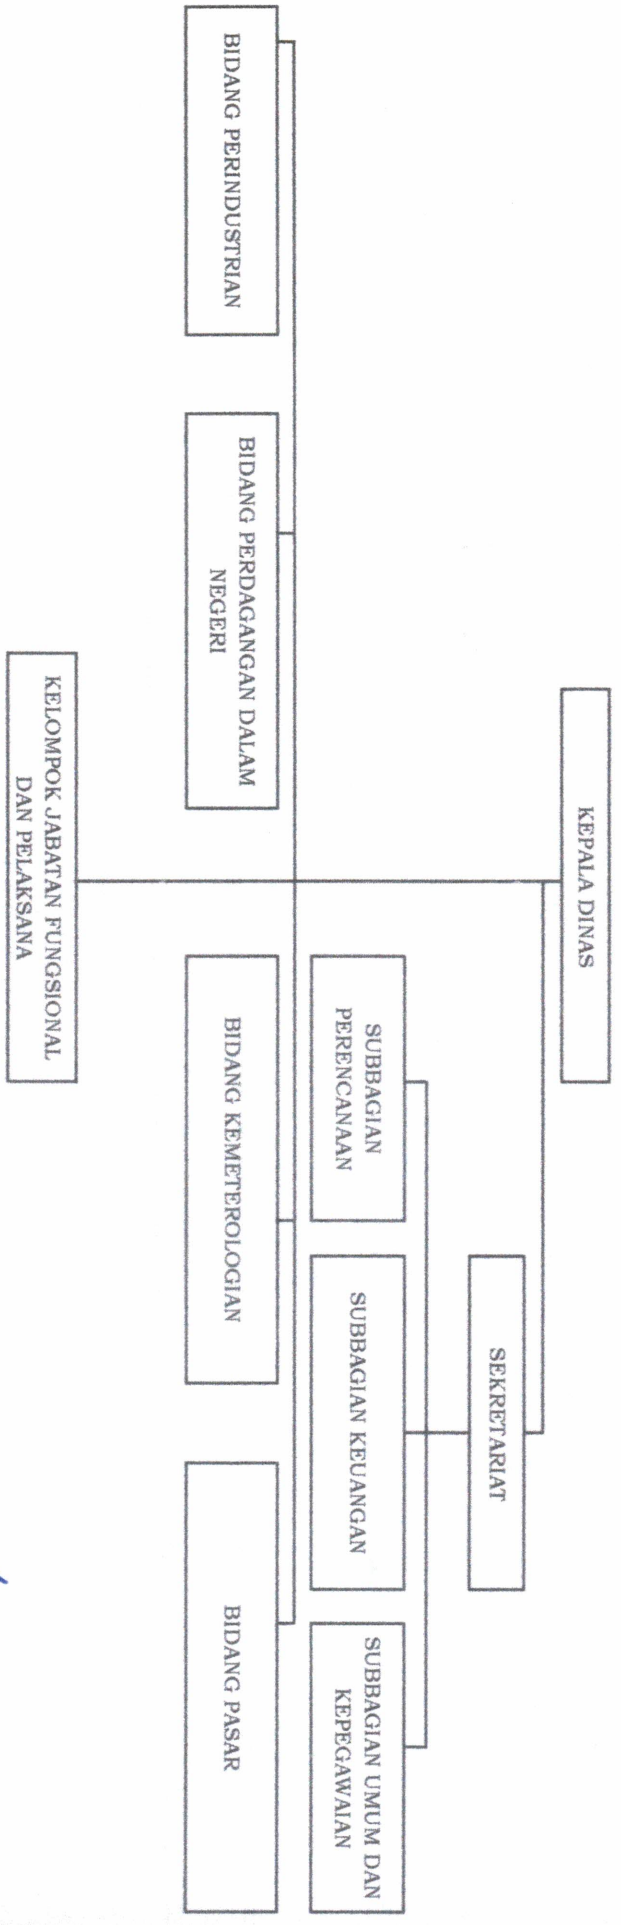 KEPALA DINAS
SEKRETARIAT
SUBBAGIAN
PERENCANAAN
SUBBAGIAN KEUANGAN
SUBBAGIAN UMUM DAN
KEPEGAWAIAN
BIDANG PERINDUSTRIAN
BIDANG PERDAGANGAN DALAM
NEGERI
BIDANG KEMETEROLOGIAN
BIDANG PASAR
KELOMPOK JABATAN FUNGSIONAL
DAN PELAKSANA